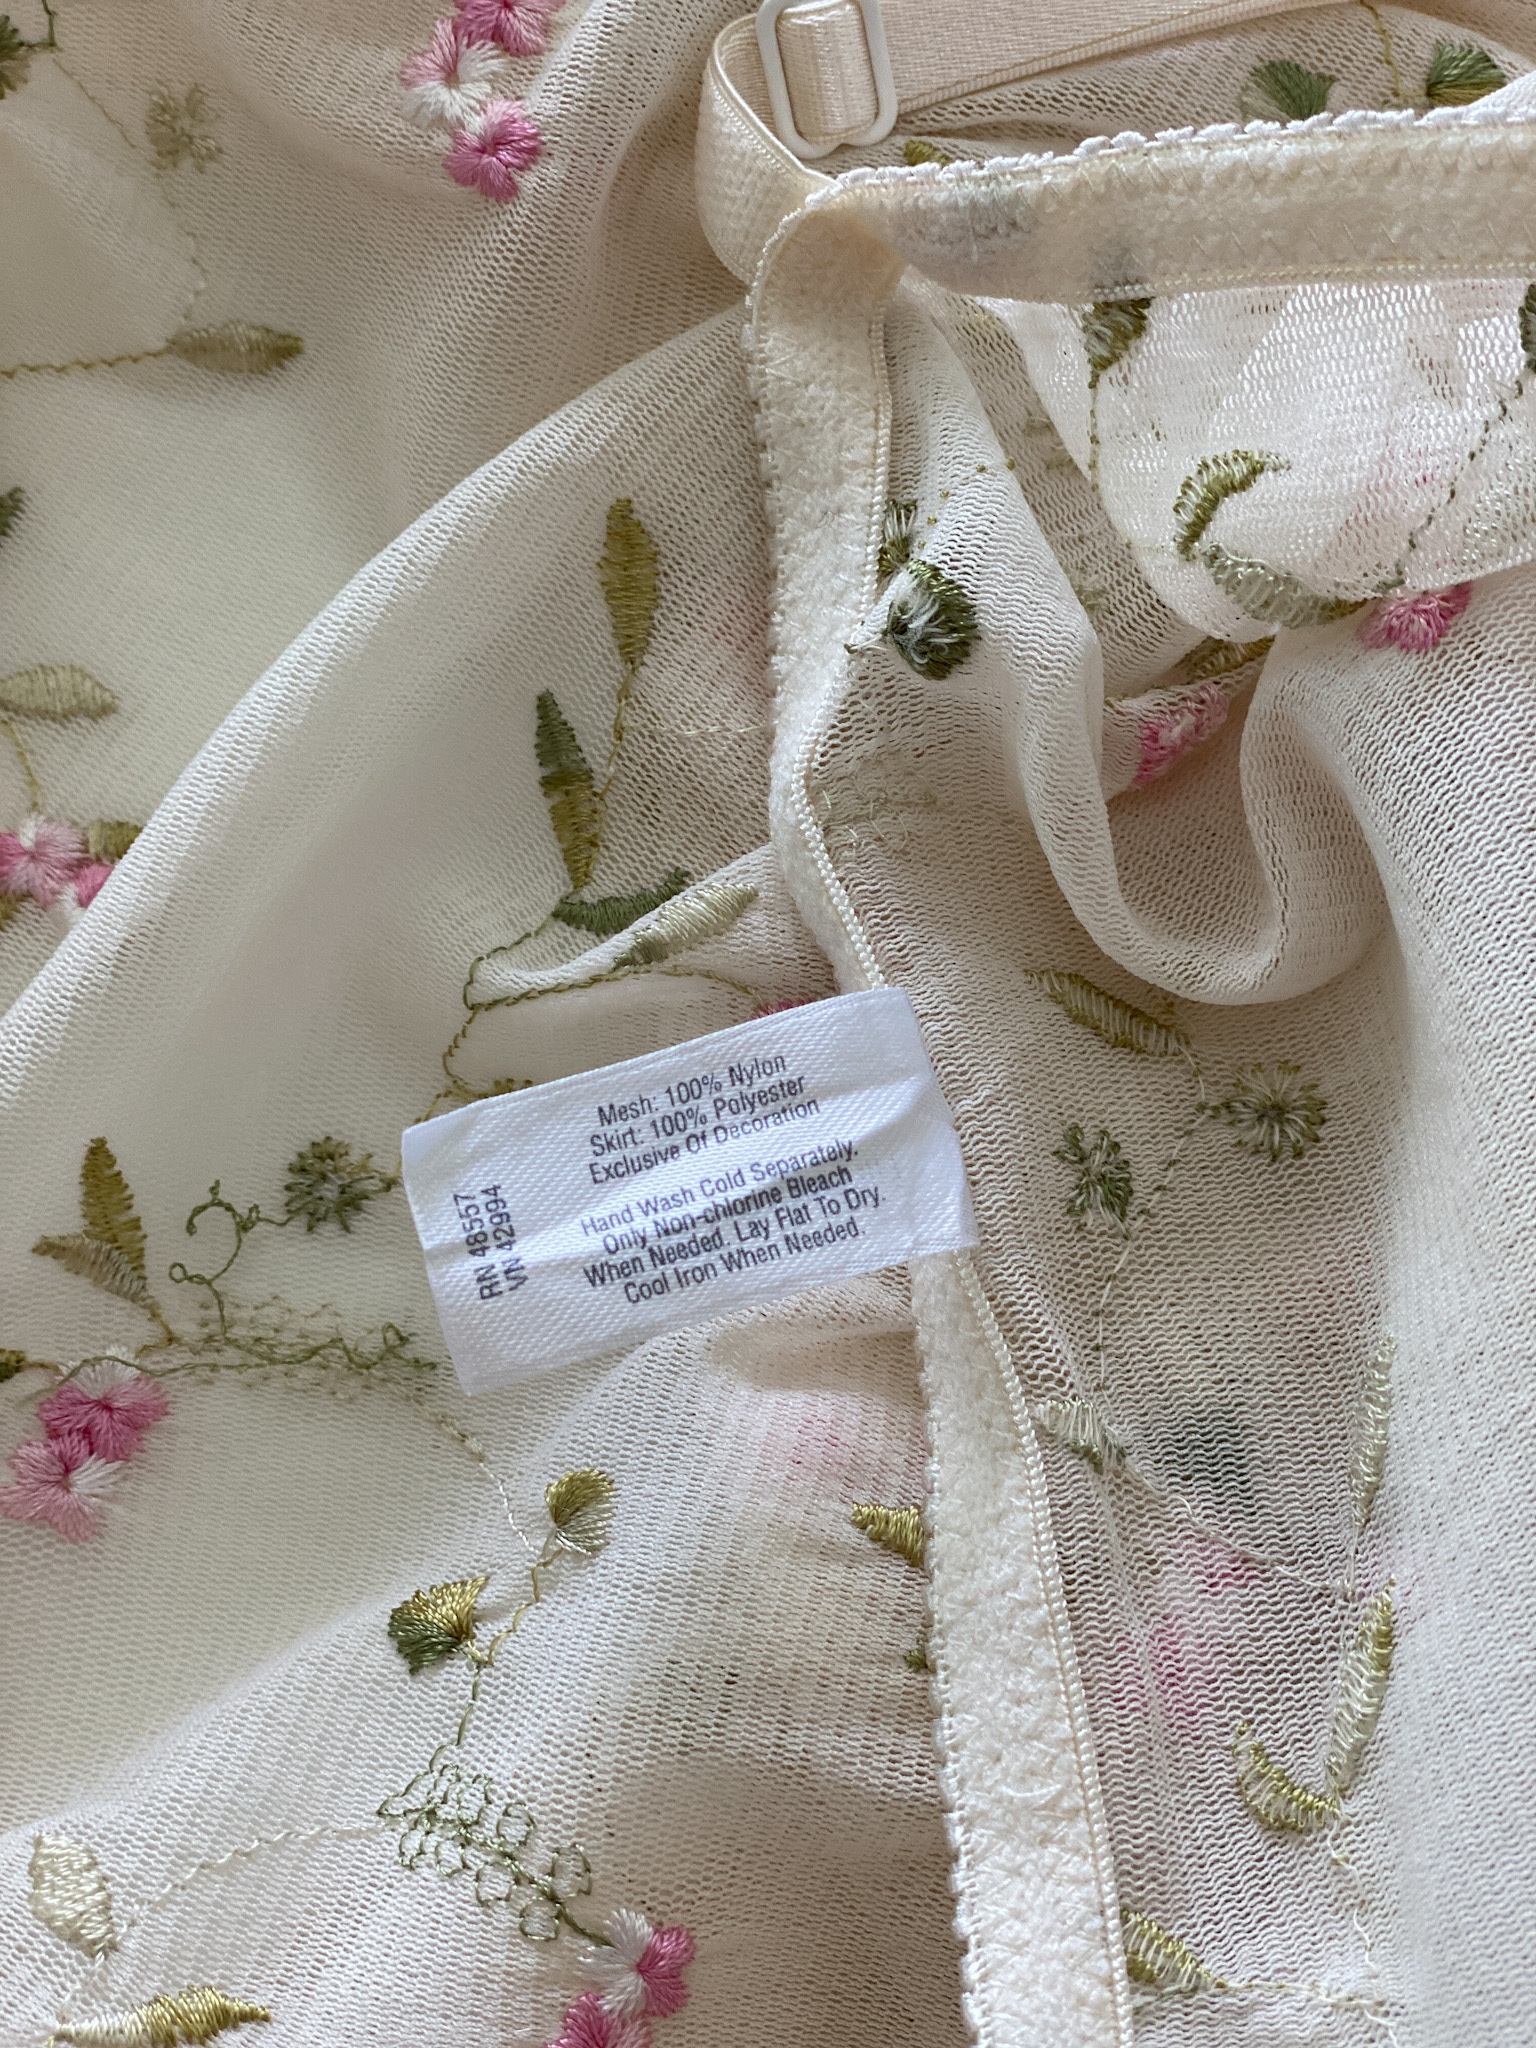 Mesh: 100% Nylon
Skirt: 100% Polyester
Exclusive Of Decoration
Hand Wash Cold Separately.
Only Non-chlorine Bleach
When Needed. Lay Flat To Dry.
Cool Iron When Needed.
RN 48557
VN 42994